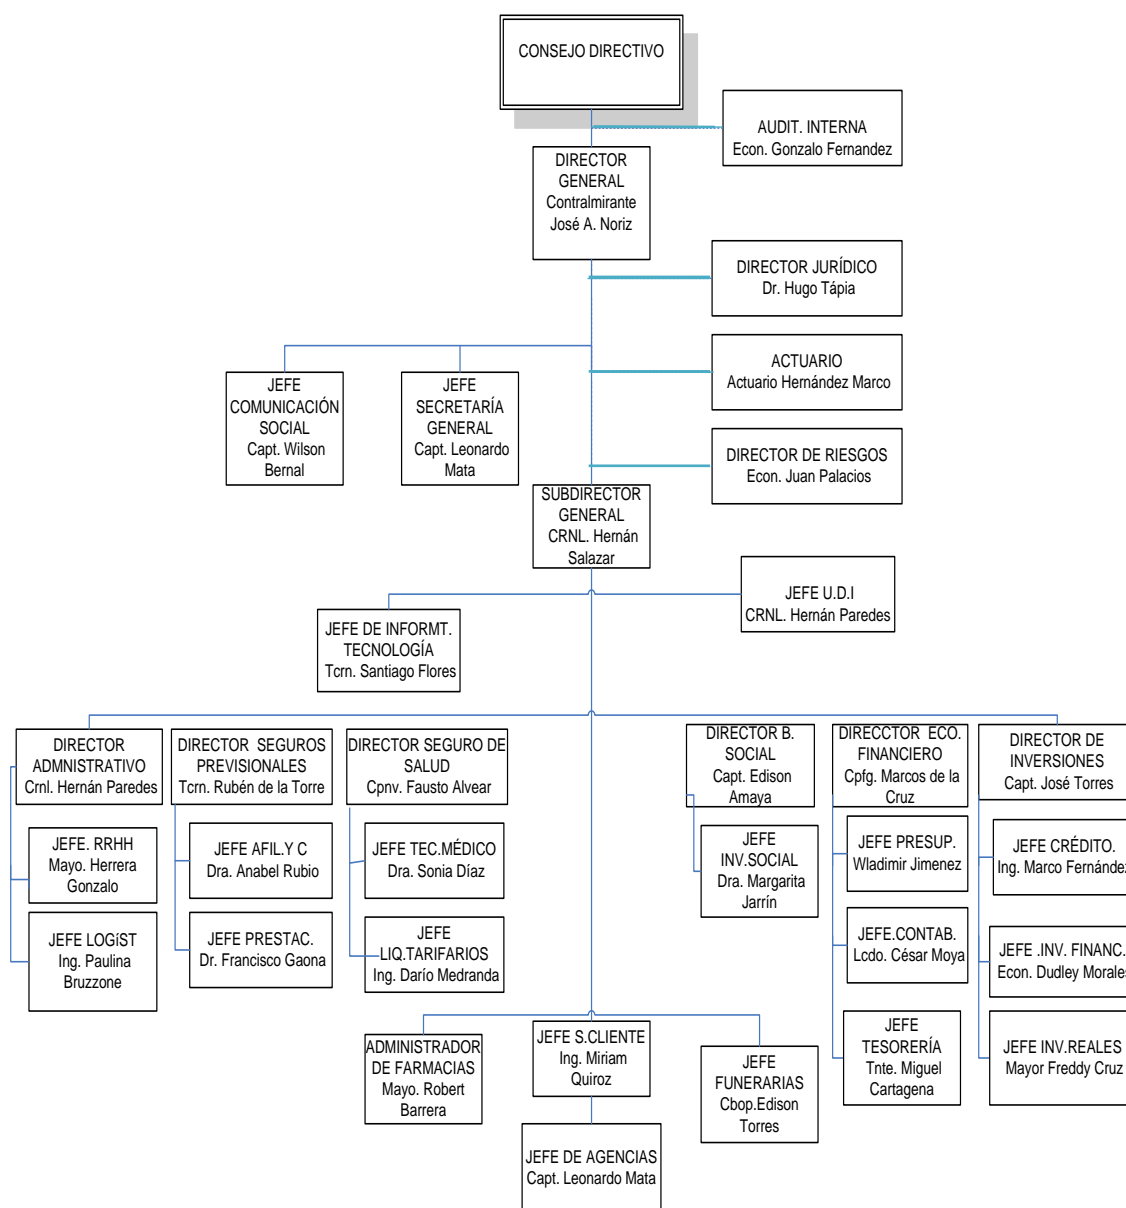 CONSEJO DIRECTIVO
AUDIT. INTERNA
Econ. Gonzalo Fernandez
DIRECTOR
GENERAL
Contralmirante
José A. Noriz
DIRECTOR JURÍDICO
Dr. Hugo Tápia
ACTUARIO
Actuario Hernández Marco
JEFE
COMUNICACIÓN
SOCIAL
Capt. Wilson
Bernal
JEFE
SECRETARÍA
GENERAL
Capt. Leonardo
Mata
DIRECTOR DE RIESGOS
Econ. Juan Palacios
SUBDIRECTOR
GENERAL
CRNL. Hernán
Salazar
JEFE U.D.I
CRNL. Hernán Paredes
JEFE DE INFORMT.
TECNOLOGÍA
Tcrn. Santiago Flores
DIRECTOR
ADMNISTRATIVO
Crnl. Hernán Paredes
DIRECTOR SEGUROS
PREVISIONALES
Tcrn. Rubén de la Torre
DIRECTOR SEGURO DE
SALUD
Cpnv. Fausto Alvear
DIRECTOR B.
SOCIAL
Capt. Edison
Amaya
DIRECCTOR ECO.
FINANCIERO
Cpfg. Marcos de la
Cruz
DIRECTOR DE
INVERSIONES
Capt. José Torres
JEFE. RRHH
Mayo. Herrera
Gonzalo
JEFE AFIL.Y C
Dra. Anabel Rubio
JEFE TEC.MÉDICO
Dra. Sonia Díaz
JEFE
INV.SOCIAL
Dra. Margarita
Jarrín
JEFE PRESUP.
Wladimir Jimenez
JEFE CRÉDITO.
Ing. Marco Fernández
JEFE LOGíST
Ing. Paulina
Bruzzone
JEFE PRESTAC.
Dr. Francisco Gaona
JEFE
LIQ.TARIFARIOS
Ing. Darío Medranda
JEFE.CONTAB.
Lcdo. César Moya
JEFE .INV. FINANC.
Econ. Dudley Morales
ADMINISTRADOR
DE FARMACIAS
Mayo. Robert
Barrera
JEFE S.CLIENTE
Ing. Miriam
Quiroz
JEFE
FUNERARIAS
Cbop.Edison
Torres
JEFE
TESORERÍA
Tnte. Miguel
Cartagena
JEFE INV.REALES
Mayor Freddy Cruz
JEFE DE AGENCIAS
Capt. Leonardo Mata